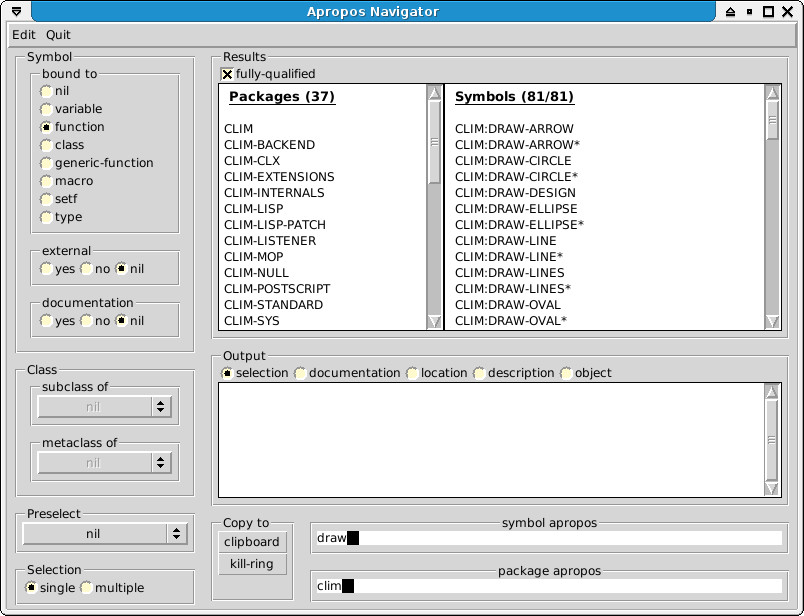 Apropos Navigator
Edit Quit
Symbol
bound to
nil
variable
function
class
generic-function
macro
setf
type
external
yes no nil
documentation
yes no nil
Class
subclass of
nil
metaclass of
nil
Preselect
nil
Selection
single multiple
Results
fully-qualified
Packages (37)
CLIM
CLIM-BACKEND
CLIM-CLX
CLIM-EXTENSIONS
CLIM-INTERNALS
CLIM-LISP
CLIM-LISP-PATCH
CLIM-LISTENER
CLIM-MOP
CLIM-NULL
CLIM-POSTSCRIPT
CLIM-STANDARD
CLIM-SYS
Symbols (81/81)
CLIM:DRAW-ARROW
CLIM:DRAW-ARROW*
CLIM:DRAW-CIRCLE
CLIM:DRAW-CIRCLE*
CLIM:DRAW-DESIGN
CLIM:DRAW-ELLIPSE
CLIM:DRAW-ELLIPSE*
CLIM:DRAW-LINE
CLIM:DRAW-LINE*
CLIM:DRAW-LINES
CLIM:DRAW-LINES*
CLIM:DRAW-OVAL
CLIM:DRAW-OVAL*
Output
selection documentation location description object
Copy to
clipboard
kill-ring
symbol apropos
draw
package apropos
clim